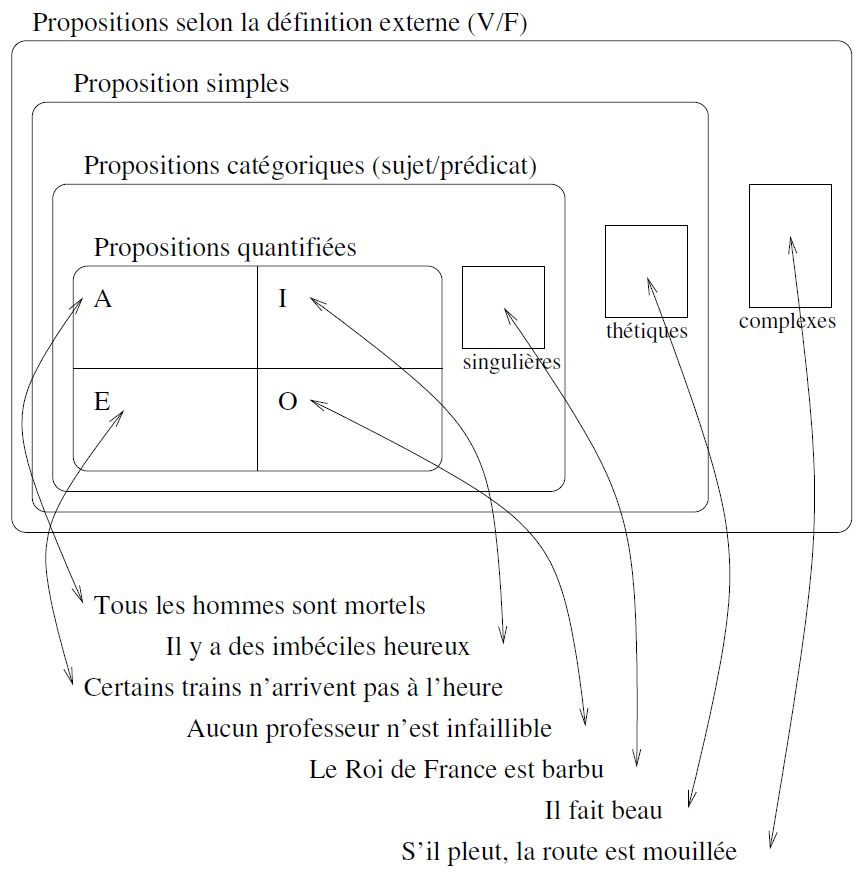 Propositions selon la définition externe (V/F)
Proposition simples
Propositions catégoriques (sujet/prédicat)
Propositions quantifiées
A
I
E
O
singulières
thétiques
complexes
Tous les hommes sont mortels
Il y a des imbéciles heureux
Certains trains n'arrivent pas à l'heure
Aucun professeur n'est infaillible
Le Roi de France est barbu
Il fait beau
S'il pleut, la route est mouillée